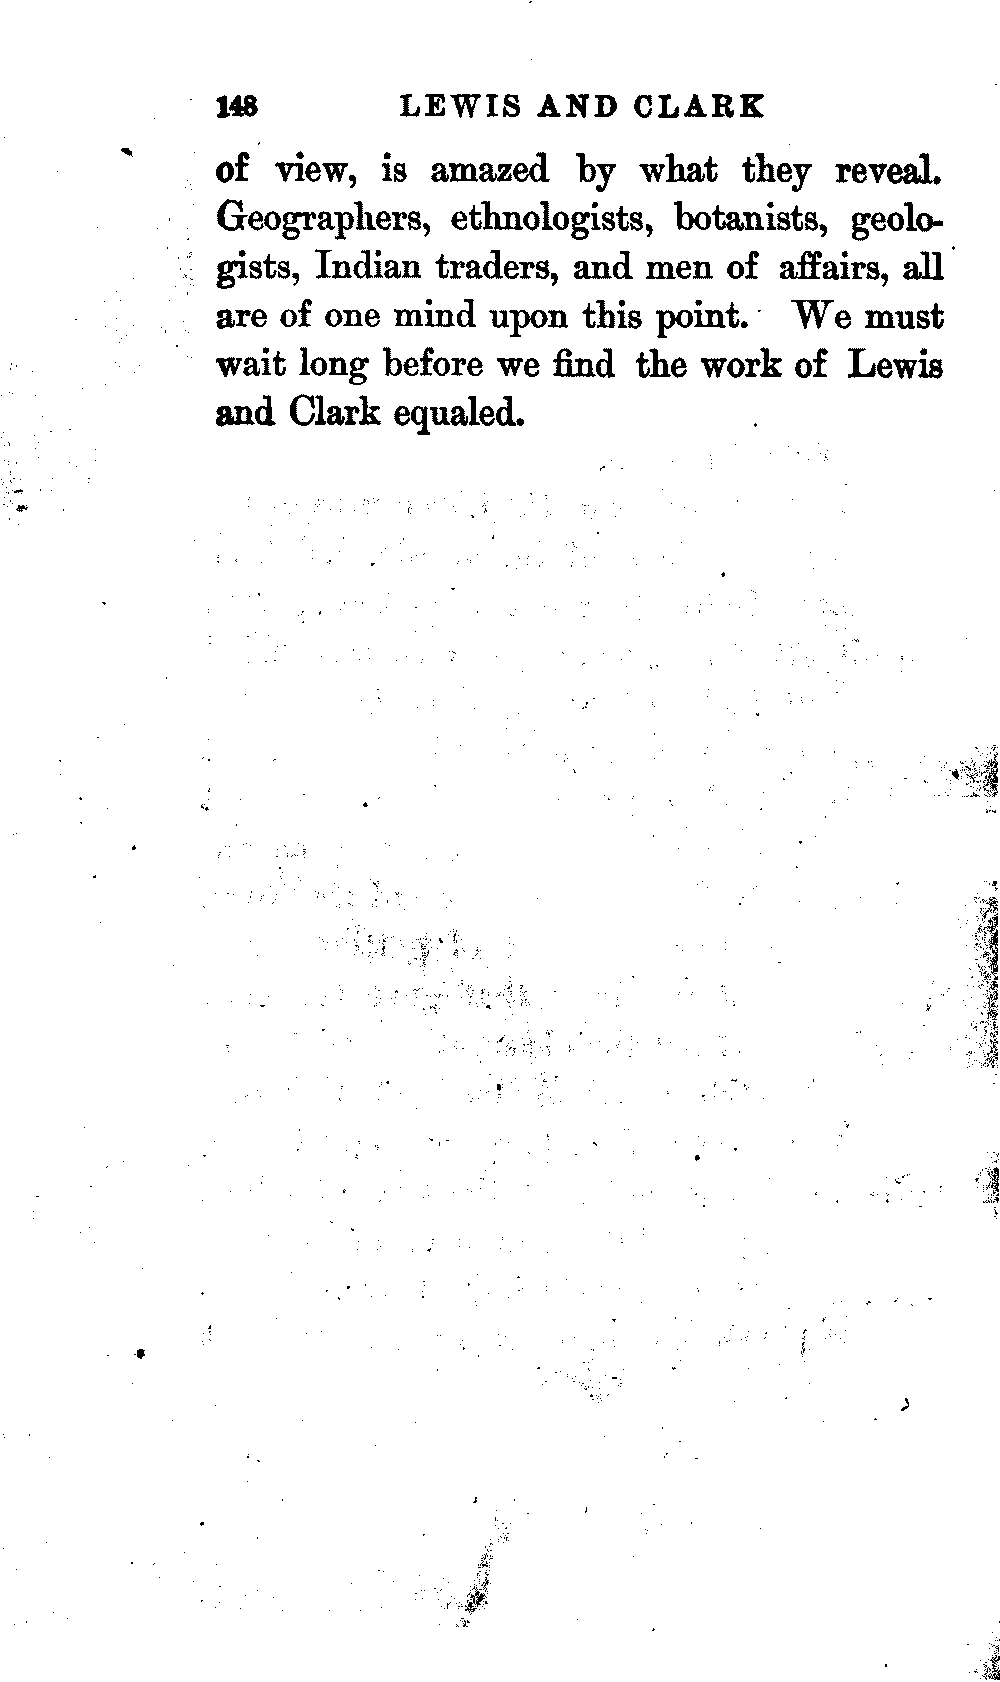 148 LEWIS AND CLARK
of view, is amazed by what they reveal.
Geographers, ethnologists, botanists, geolo-
gists, Indian traders, and men of affairs, all
are of one mind upon this point. We must
wait long before we find the work of Lewis
and Clark equaled.